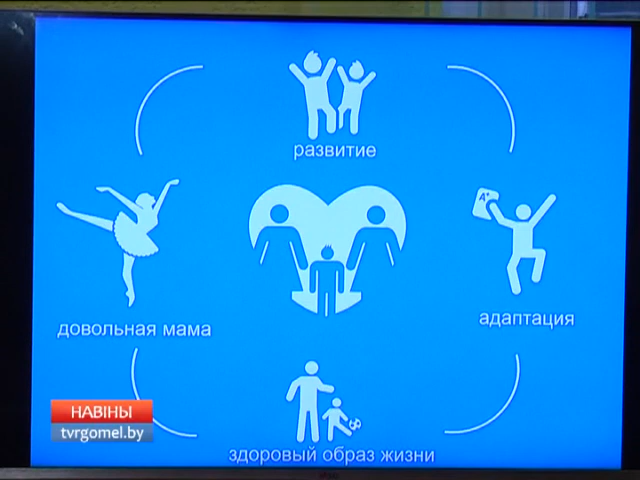 развитие
A+
довольная мама
адаптация
НАВІНЫ
tvrgomel.by
здоровый образ жизни